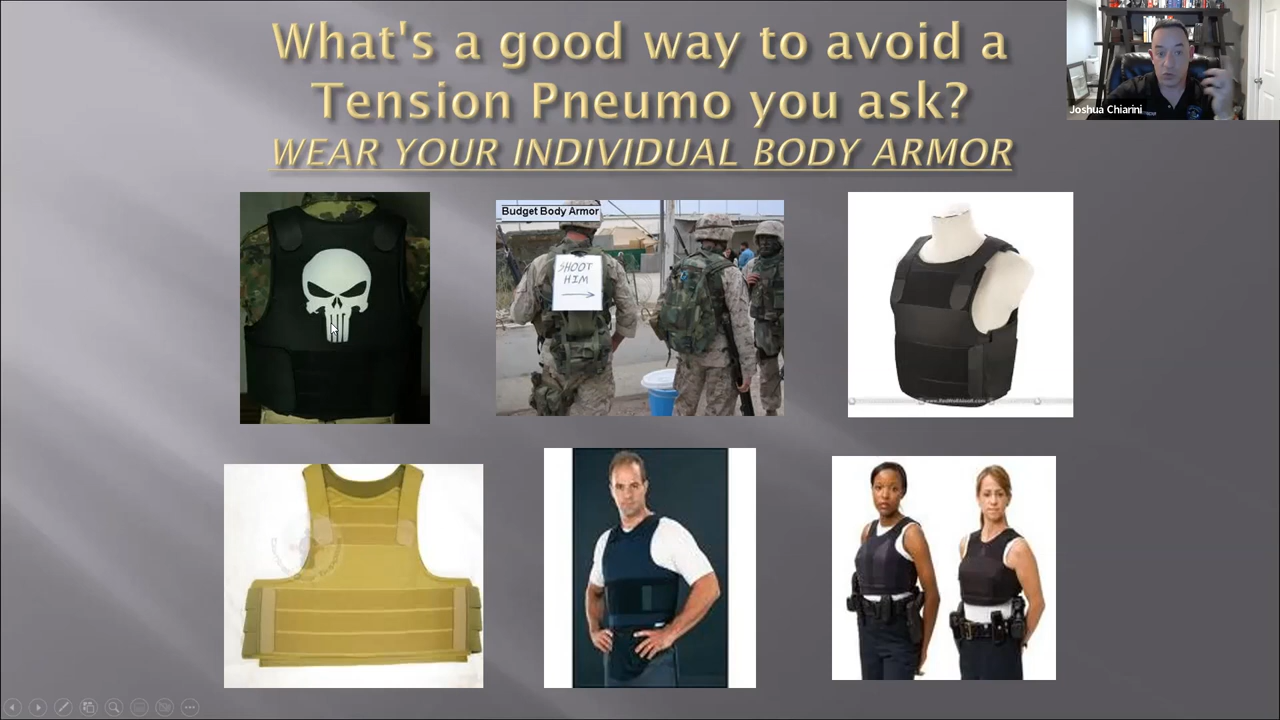 What's a good way to avoid a
Tension Pneumo you ask?
WEAR YOUR INDIVIDUAL BODY ARMOR
Joshua Chiarini
Budget Body Armor
SHOOT
HIM